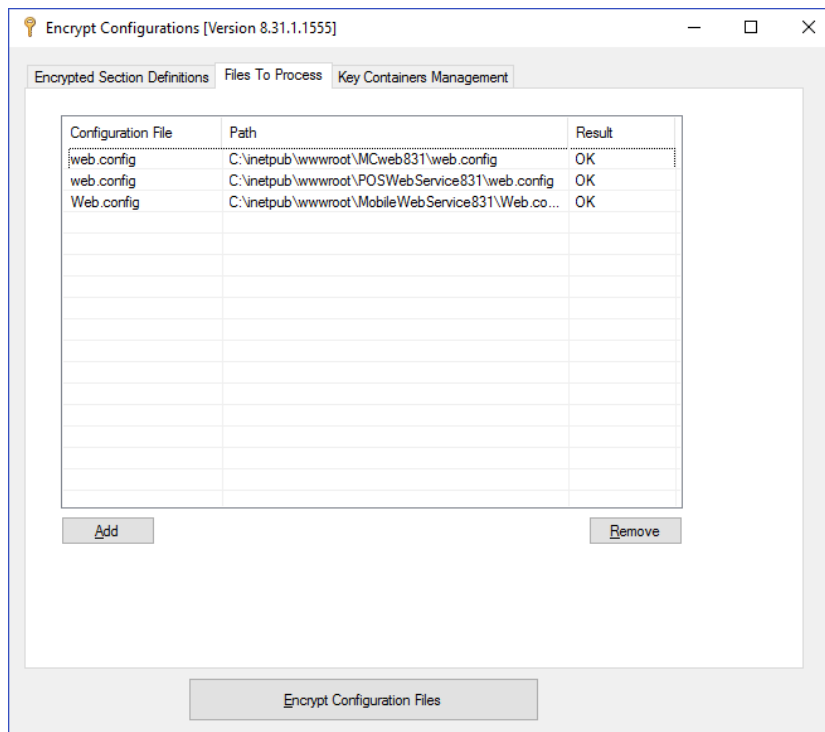 Encrypt Configurations [Version 8.31.1.1555]
Encrypted Section Definitions Files To Process Key Containers Management
Configuration File Path Result
web.config C:\inetpub\wwwroot\MCweb831\web.config OK
web.config C:\inetpub\wwwroot\POSWebService831\web.config OK
Web.config C:\inetpub\wwwroot\MobileWebService831\Web.co... OK
Add Remove
Encrypt Configuration Files